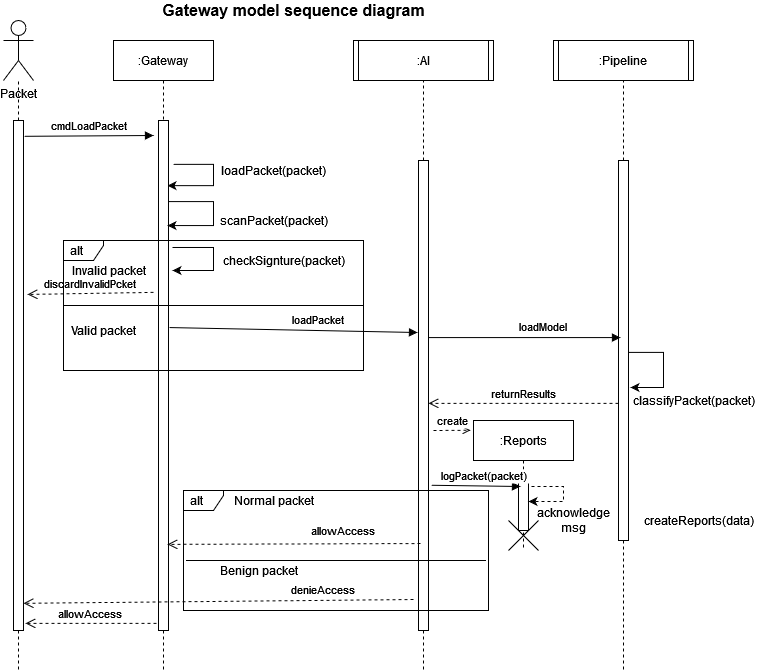 Gateway model sequence diagram
:Gateway
:AI
:Pipeline
Packet
cmdLoadPacket
loadPacket(packet)
scanPacket(packet)
alt
checkSignture(packet)
Invalid packet
discardInvalidPcket
loadPacket
Valid packet
loadModel
returnResults
classifyPacket(packet)
create
:Reports
logPacket(packet)
alt
Normal packet
acknowledge
msg
createReports(data)
allowAccess
Benign packet
denieAccess
allowAccess